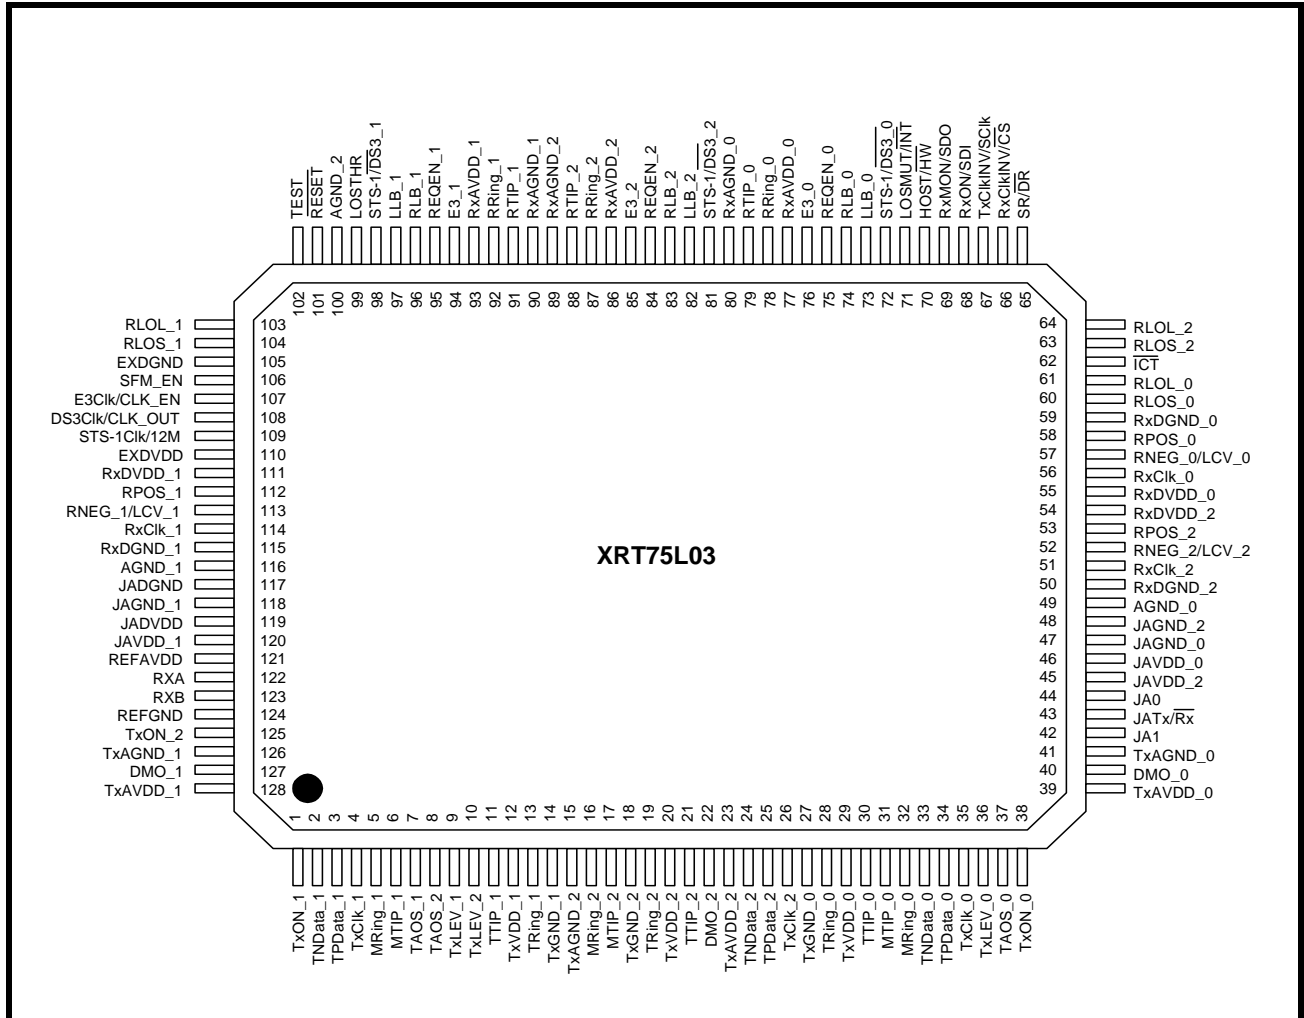 TEST
RESET
AGND_2
LOSTHR
STS-1/DS3_1
LLB_1
RLB_1
REQEN_1
E3_1
RxAVDD_1
RRing_1
RTIP_1
RxAGND_1
RxAGND_2
RTIP_2
RRing_2
RxAVDD_2
E3_2
REQEN_2
RLB_2
LLB_2
STS-1/DS3_2
RxAGND_0
RTIP_0
RRing_0
RxAVDD_0
E3_0
REQEN_0
RLB_0
LLB_0
STS-1/DS3_0
LOSMUT/INT
HOST/HW
RxMON/SDO
RxON/SDI
TxClkINV/SClk
RxClkINV/CS
SR/DR
102
101
100
99
98
97
96
95
94
93
92
91
90
89
88
87
86
85
84
83
82
81
80
79
78
77
76
75
74
73
72
71
70
69
68
67
66
65
RLOL_1 103
RLOS_1 104
EXDGND 105
SFM_EN 106
E3Clk/CLK_EN 107
DS3Clk/CLK_OUT 108
STS-1Clk/12M 109
EXDVDD 110
RxDVDD_1 111
RPOS_1 112
RNEG_1/LCV_1 113
RxClk_1 114
RxDGND_1 115
AGND_1 116
JADGND 117
JAGND_1 118
JADVDD 119
JAVDD_1 120
REFAVDD 121
RXA 122
RXB 123
REFGND 124
TxON_2 125
TxAGND_1 126
DMO_1 127
TxAVDD_1 128
XRT75L03
64 RLOL_2
63 RLOS_2
62 ICT
61 RLOL_0
60 RLOS_0
59 RxDGND_0
58 RPOS_0
57 RNEG_0/LCV_0
56 RxClk_0
55 RxDVDD_0
54 RxDVDD_2
53 RPOS_2
52 RNEG_2/LCV_2
51 RxClk_2
50 RxDGND_2
49 AGND_0
48 JAGND_2
47 JAGND_0
46 JAVDD_0
45 JAVDD_2
44 JA0
43 JATx/Rx
42 JA1
41 TxAGND_0
40 DMO_0
39 TxAVDD_0
1
2
3
4
5
6
7
8
9
10
11
12
13
14
15
16
17
18
19
20
21
22
23
24
25
26
27
28
29
30
31
32
33
34
35
36
37
38
TxON_1
TNData_1
TPData_1
TxClk_1
MRing_1
MTIP_1
TAOS_1
TAOS_2
TxLEV_1
TxLEV_2
TTIP_1
TxVDD_1
TRing_1
TxGND_1
TxAGND_2
MRing_2
MTIP_2
TxGND_2
TRing_2
TxVDD_2
TTIP_2
DMO_2
TxAVDD_2
TNData_2
TPData_2
TxClk_2
TxGND_0
TRing_0
TxVDD_0
TTIP_0
MTIP_0
MRing_0
TNData_0
TPData_0
TxClk_0
TxLEV_0
TAOS_0
TxON_0